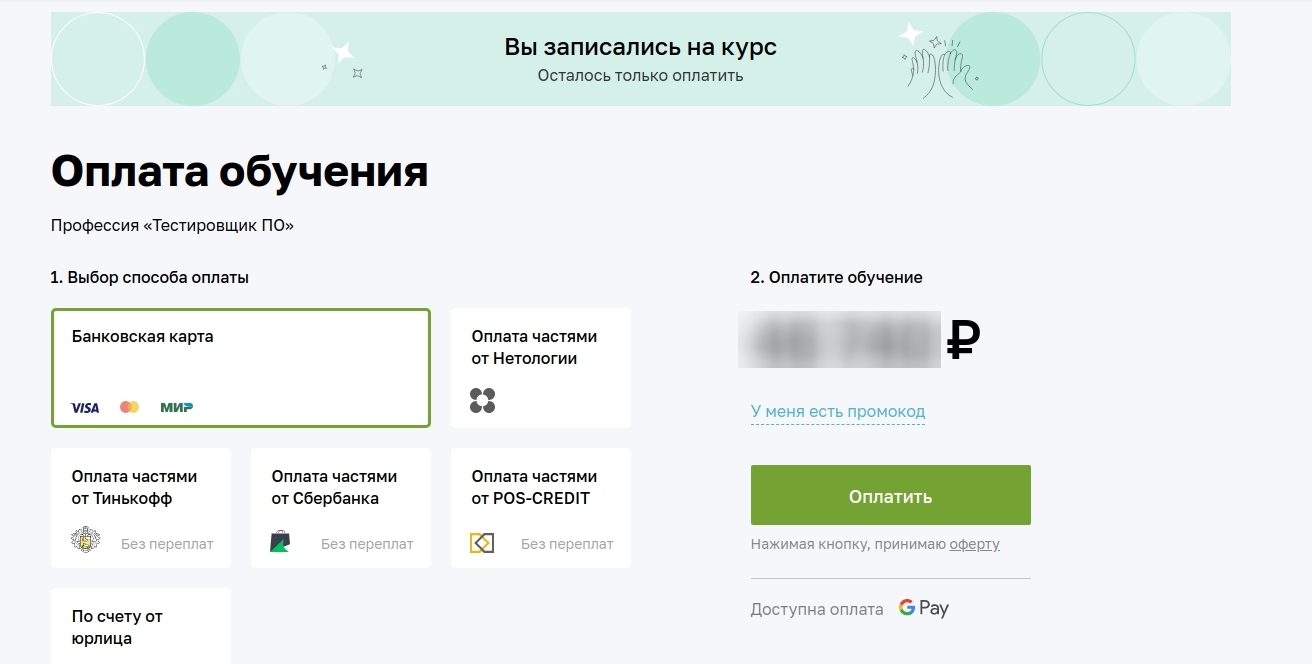 Вы записались на курс
Осталось только оплатить
Оплата обучения
Профессия «Тестировщик ПО»
1. Выбор способа оплаты
Банковская карта
VISA
МИР
Оплата частями
от Нетологии
Оплата частями
от Тинькофф
Без переплат
Оплата частями
от Сбербанка
Без переплат
Оплата частями
от POS-CREDIT
Без переплат
По счету от
юрлица
2. Оплатите обучение
₽
У меня есть промокод
Оплатить
Нажимая кнопку, принимаю оферту
Доступна оплата G Pay